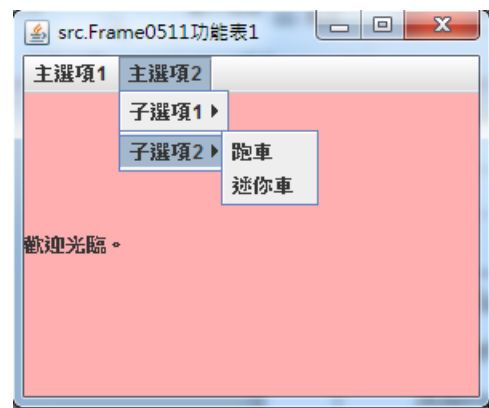 src.Frame0511功能表1
主選項1 主選項2
子選項1
子選項2 跑車
迷你車
歡迎光臨。